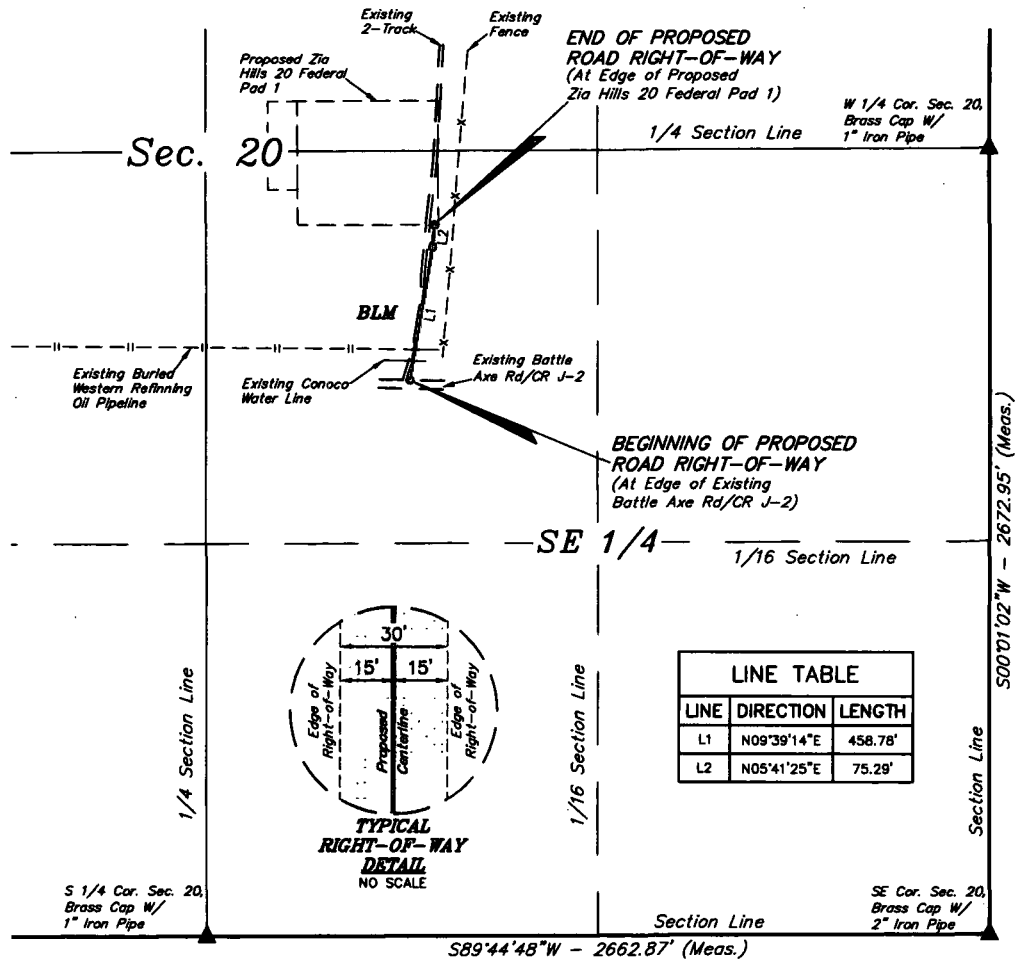 Existing
2-Track
Existing
Fence
END OF PROPOSED
ROAD RIGHT-OF-WAY
(At Edge of Proposed
Zia Hills 20 Federal Pad 1)
Proposed Zia
Hills 20 Federal
Pad 1
W 1/4 Cor. Sec. 20,
Brass Cap W/
1" Iron Pipe
1/4 Section Line
Sec. 20
L2
BLM
L1
Existing Buried
Western Refinning
Oil Pipeline
Existing Conoco
Water Line
Existing Battle
Axe Rd/CR J-2
BEGINNING OF PROPOSED
ROAD RIGHT-OF-WAY
(At Edge of Existing
Battle Axe Rd/CR J-2)
S00°01'02"W - 2672.95' (Meas.)
SE 1/4
1/16 Section Line
30'
15' 15'
Edge of
Right-of-Way
Proposed
Centerline
Edge of
Right-of-Way
TYPICAL
RIGHT-OF-WAY
DETAIL
NO SCALE
1/4 Section Line
1/16 Section Line
Section Line
LINE TABLE
LINE DIRECTION LENGTH
L1 N09°39'14"E 458.78'
L2 N05°41'25"E 75.29'
S 1/4 Cor. Sec. 20,
Brass Cap W/
1" Iron Pipe
SE Cor. Sec. 20,
Brass Cap W/
2" Iron Pipe
Section Line
S89°44'48"W - 2662.87' (Meas.)